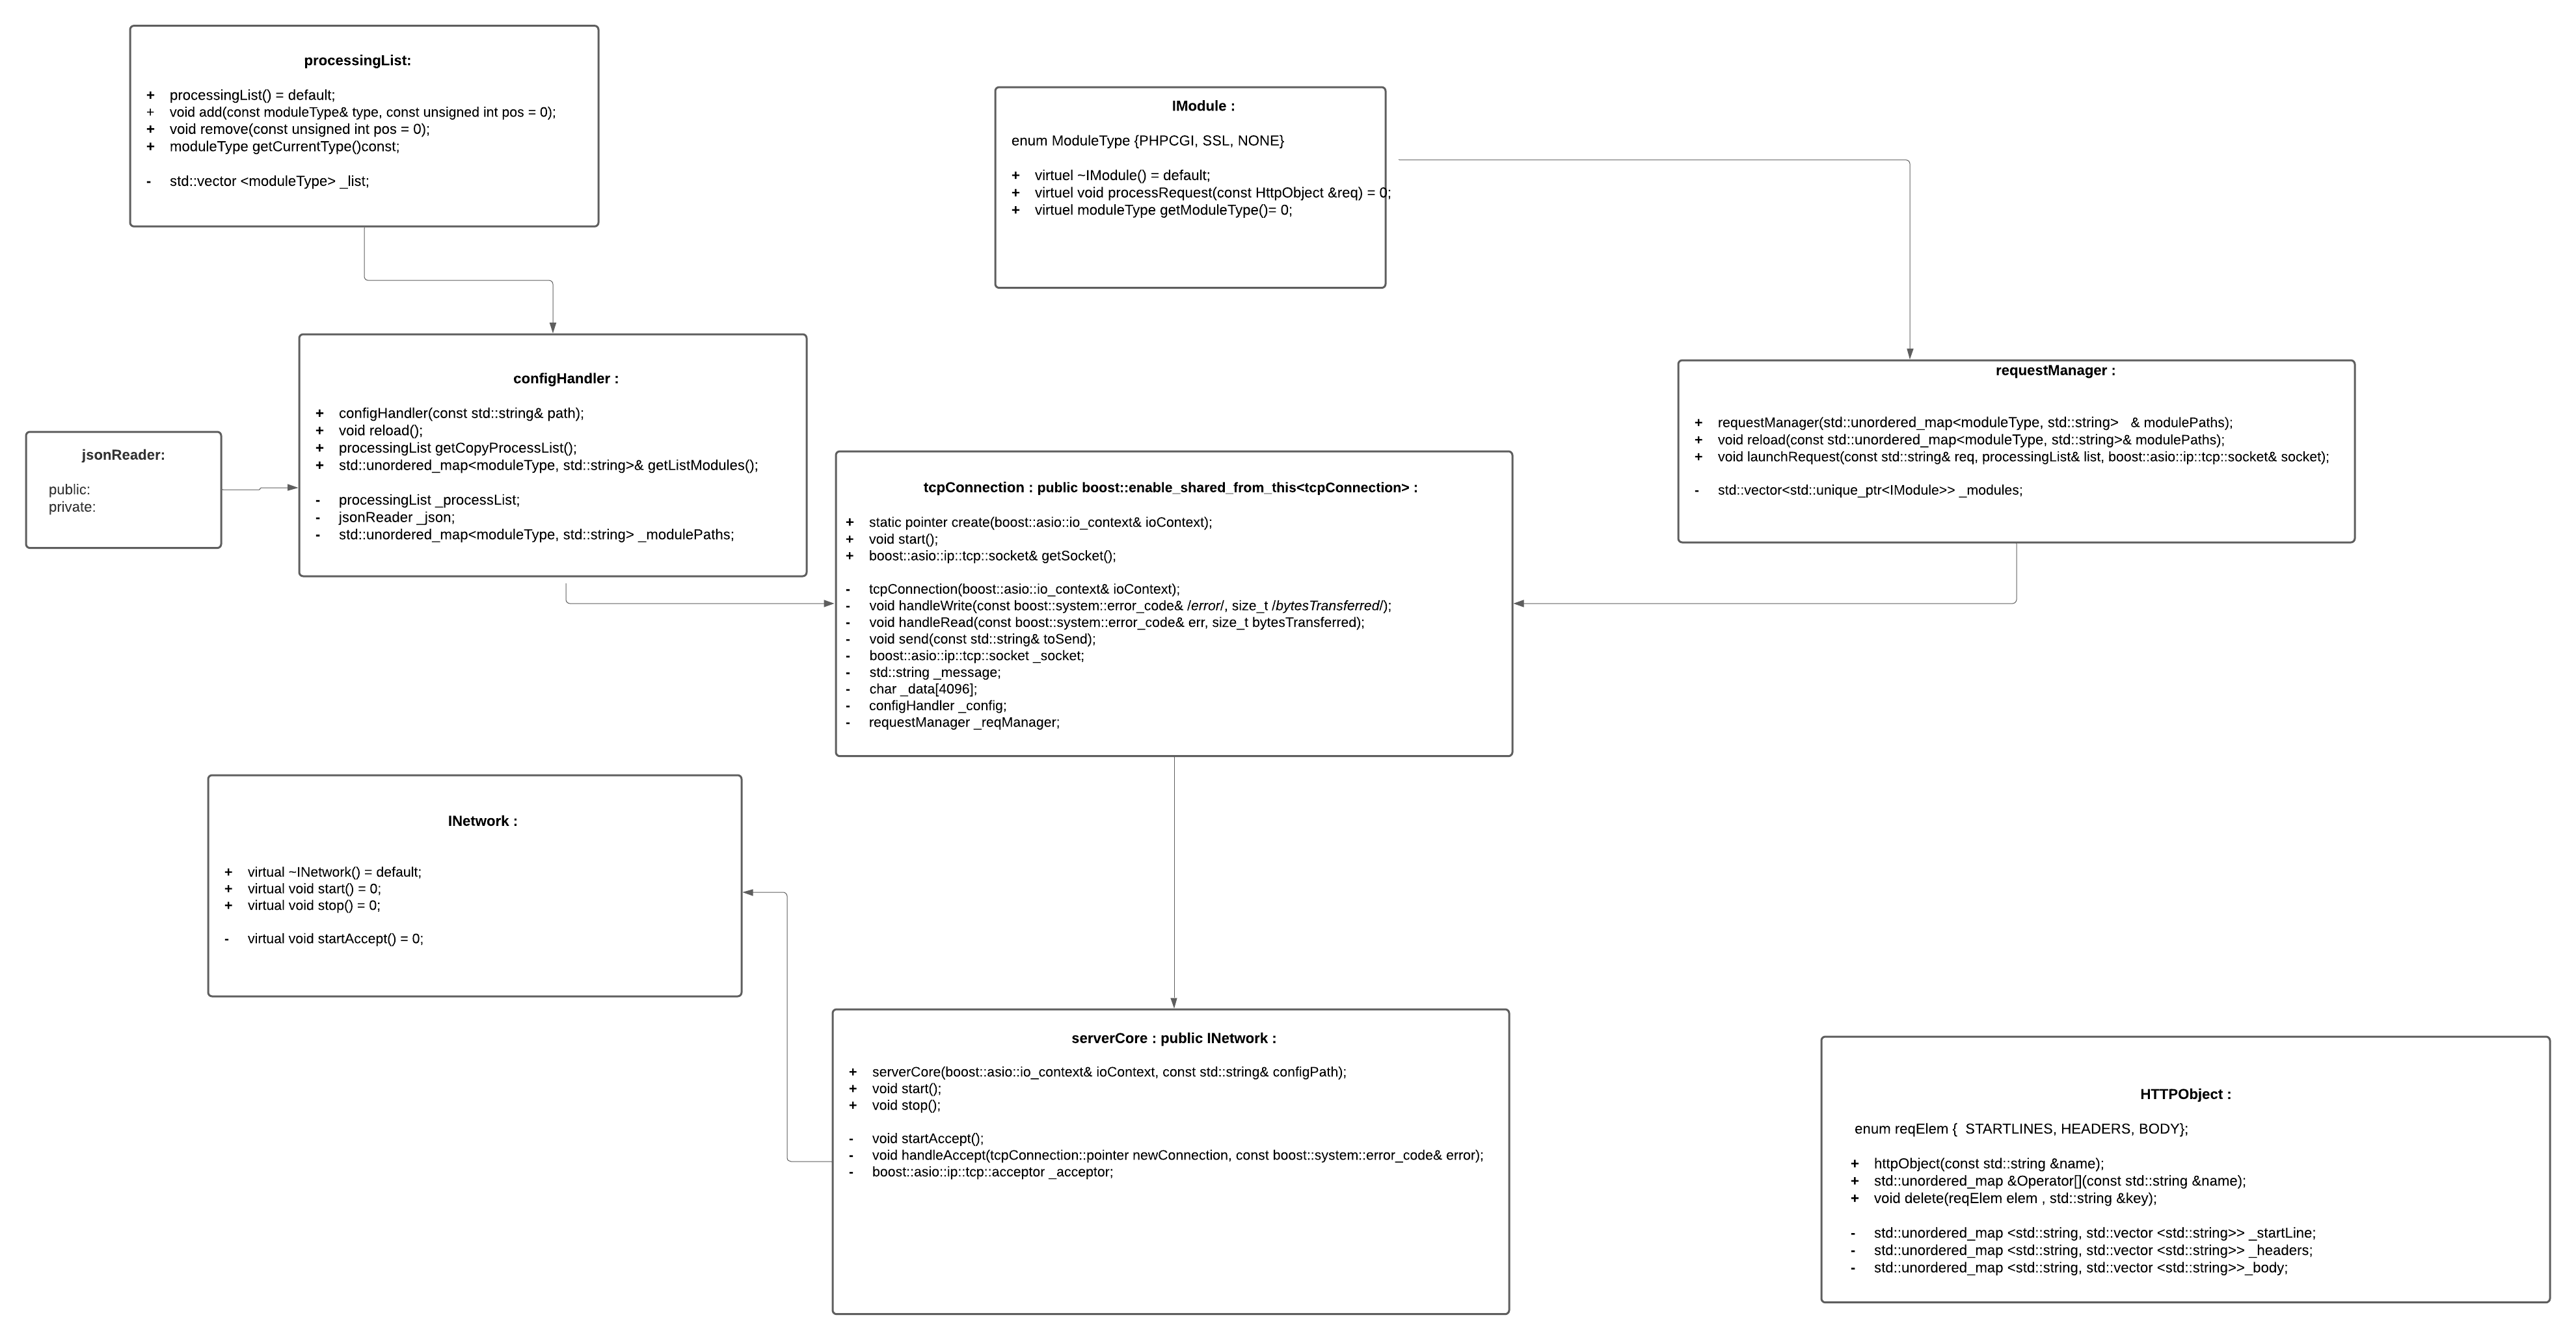 processingList:
+ processingList() = default;
+ void add(const moduleType& type, const unsigned int pos = 0);
+ void remove(const unsigned int pos = 0);
+ moduleType getCurrentType()const;
- std::vector <moduleType> _list;
IModule :
enum ModuleType {PHPCGI, SSL, NONE}
+ virtuel ~IModule() = default;
+ virtuel void processRequest(const HttpObject &req) = 0;
+ virtuel moduleType getModuleType()= 0;
configHandler :
+ configHandler(const std::string& path);
+ void reload();
+ processingList getCopyProcessList();
+ std::unordered_map<moduleType, std::string>& getListModules();
- processingList _processList;
- jsonReader _json;
- std::unordered_map<moduleType, std::string> _modulePaths;
requestManager :
+ requestManager(std::unordered_map<moduleType, std::string> & modulePaths);
+ void reload(const std::unordered_map<moduleType, std::string>& modulePaths);
+ void launchRequest(const std::string& req, processingList& list, boost::asio::ip::tcp::socket& socket);
- std::vector<std::unique_ptr<IModule>> _modules;
jsonReader:
public:
private:
tcpConnection : public boost::enable_shared_from_this<tcpConnection> :
+ static pointer create(boost::asio::io_context& ioContext);
+ void start();
+ boost::asio::ip::tcp::socket& getSocket();
- tcpConnection(boost::asio::io_context& ioContext);
- void handleWrite(const boost::system::error_code& /error/, size_t /bytesTransferred/);
- void handleRead(const boost::system::error_code& err, size_t bytesTransferred);
- void send(const std::string& toSend);
- boost::asio::ip::tcp::socket _socket;
- std::string _message;
- char _data[4096];
- configHandler _config;
- requestManager _reqManager;
INetwork :
+ virtual ~INetwork() = default;
+ virtual void start() = 0;
+ virtual void stop() = 0;
- virtual void startAccept() = 0;
serverCore : public INetwork :
+ serverCore(boost::asio::io_context& ioContext, const std::string& configPath);
+ void start();
+ void stop();
- void startAccept();
- void handleAccept(tcpConnection::pointer newConnection, const boost::system::error_code& error);
- boost::asio::ip::tcp::acceptor _acceptor;
HTTPObject :
enum reqElem { STARTLINES, HEADERS, BODY};
+ httpObject(const std::string &name);
+ std::unordered_map &Operator[](const std::string &name);
+ void delete(reqElem elem , std::string &key);
- std::unordered_map <std::string, std::vector <std::string>> _startLine;
- std::unordered_map <std::string, std::vector <std::string>> _headers;
- std::unordered_map <std::string, std::vector <std::string>>_body;